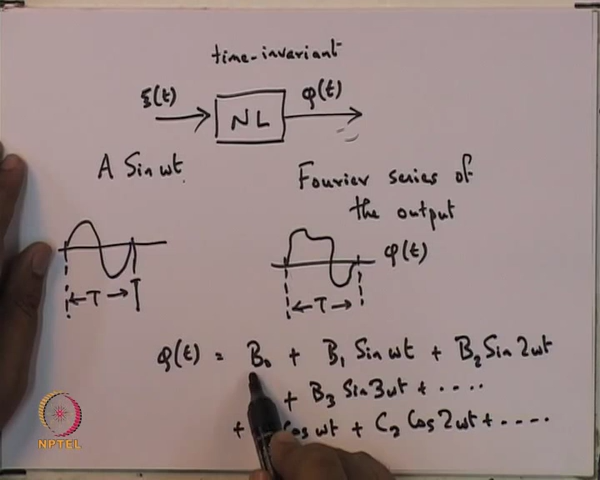 time-invariant
ξ(t)
NL
φ(t)
A Sin ωt
Fourier series of
the output
φ(t)
T
T
φ(t) = B₀ + B₁ Sin ωt + B₂ Sin 2ωt
+ B₃ Sin 3ωt + ....
+ Cos ωt + C₂ Cos 2ωt + ....
NPTEL